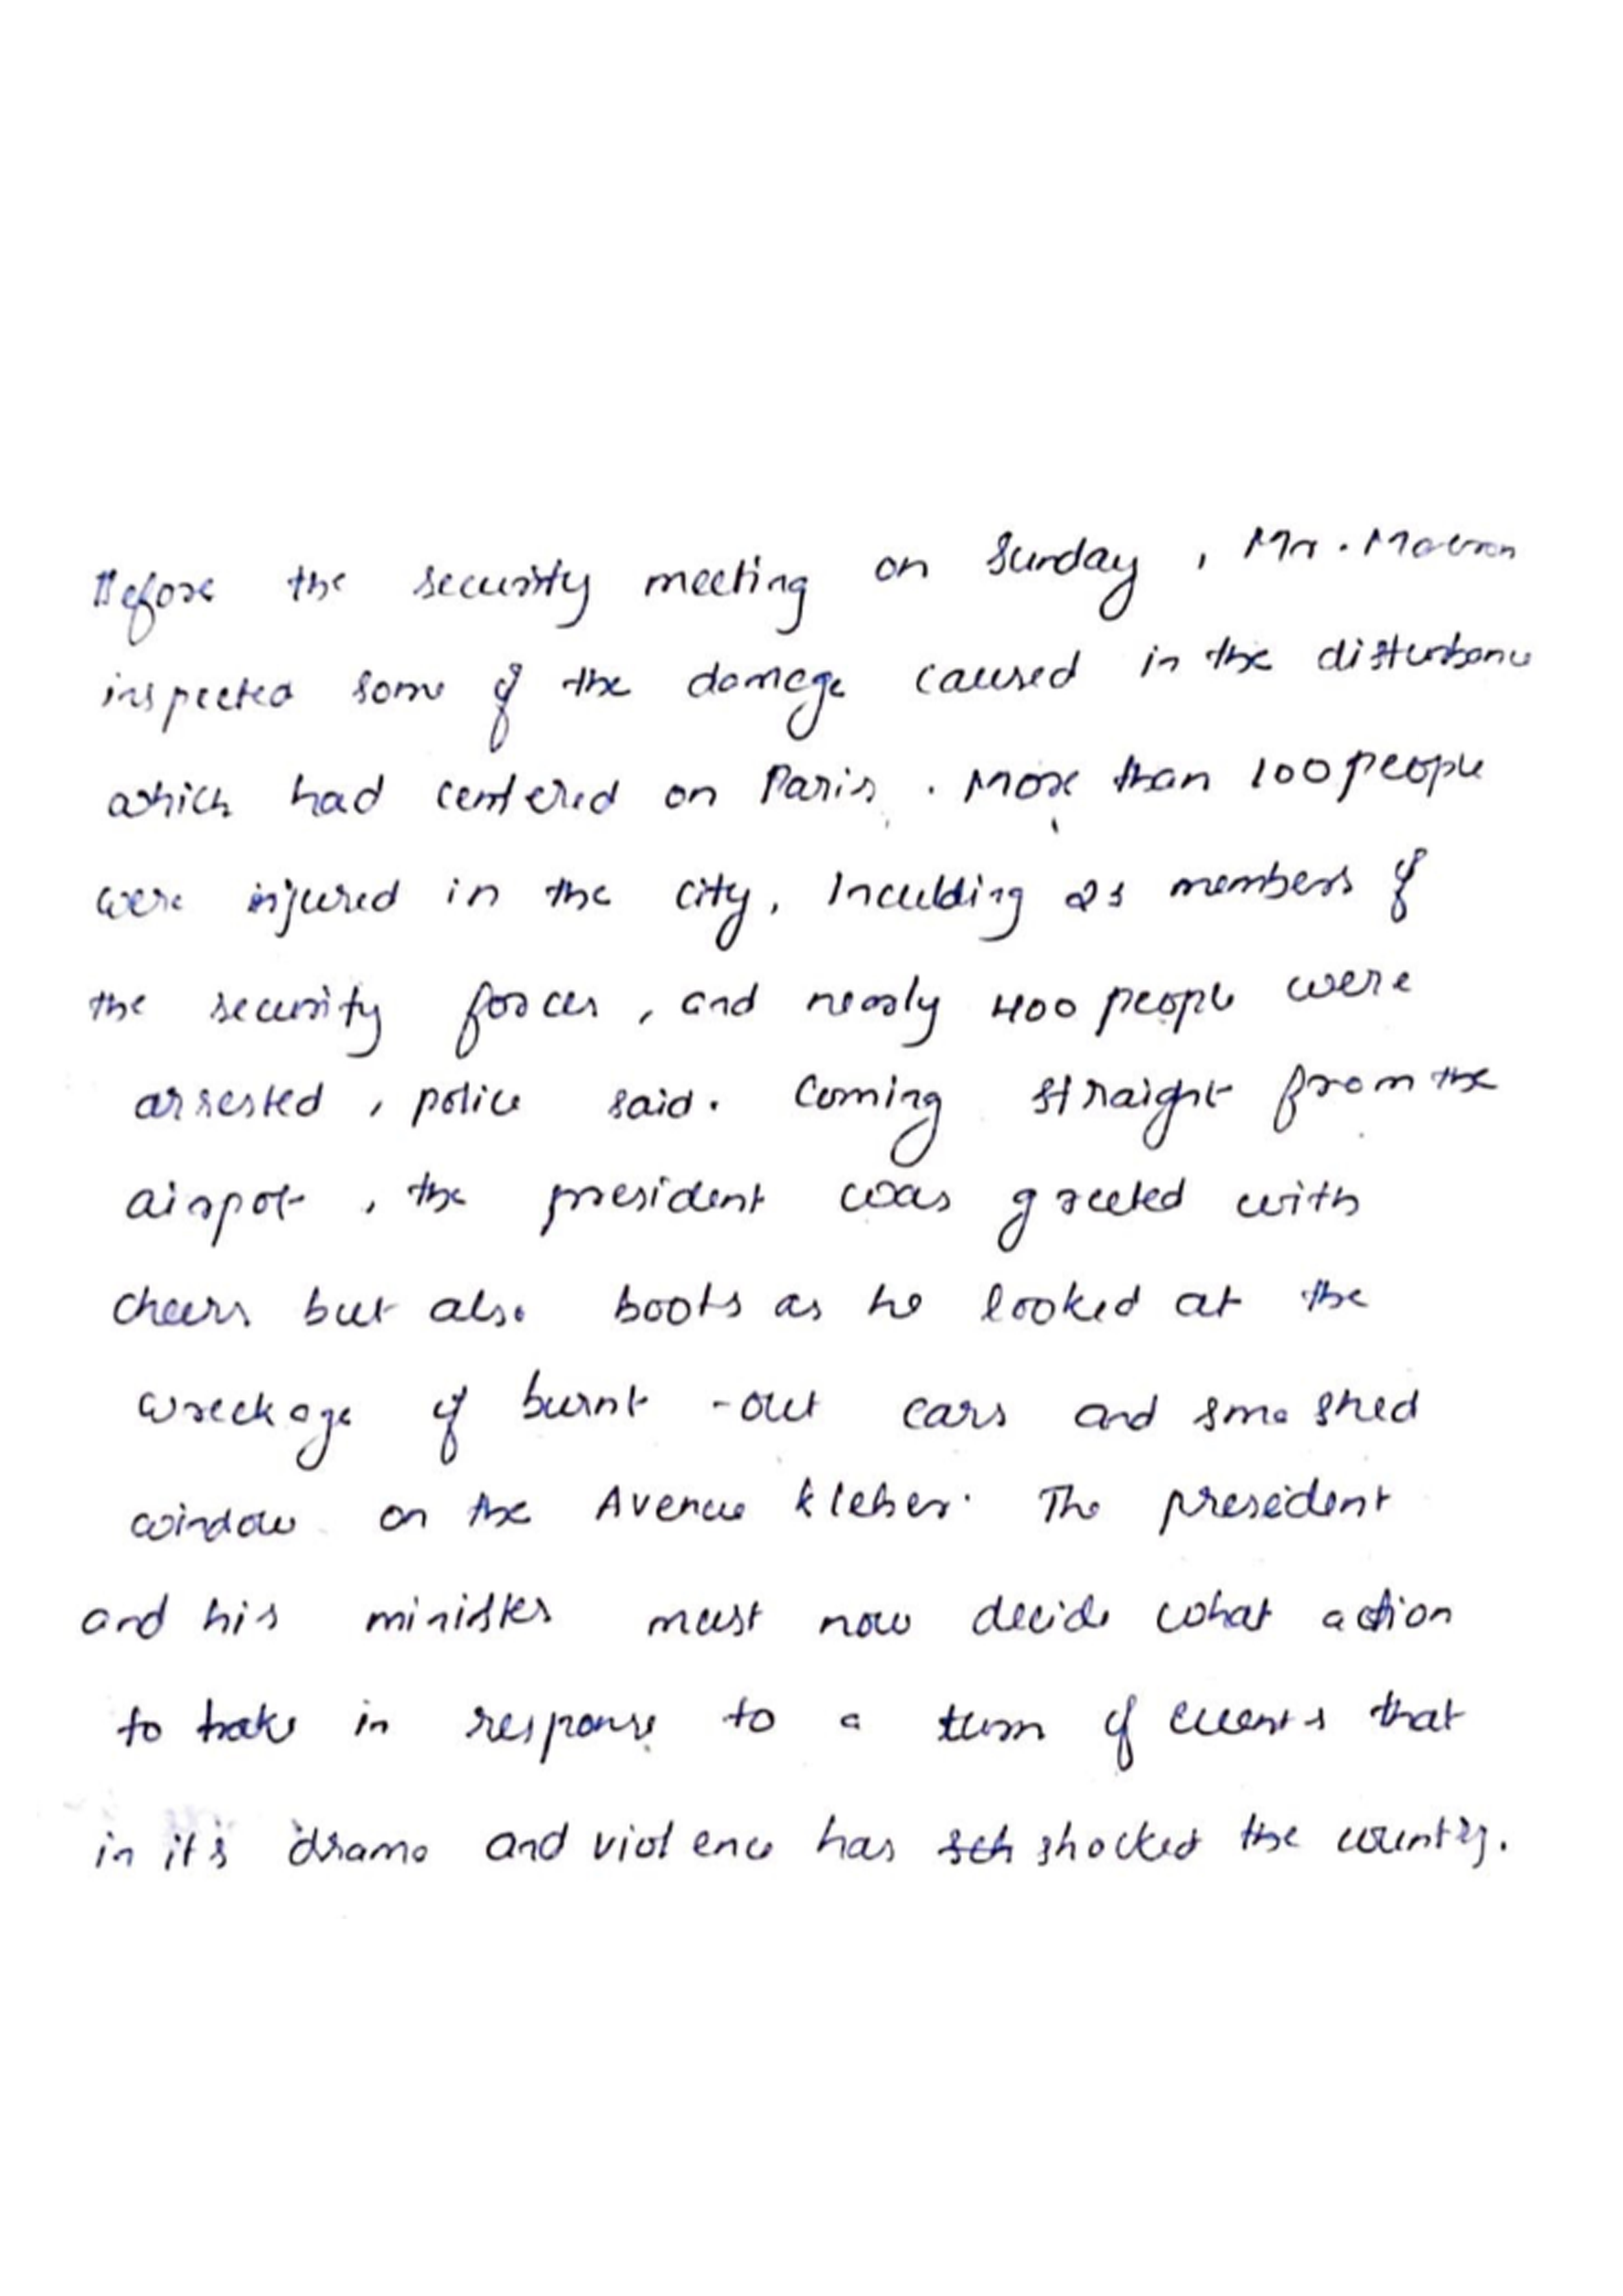 Before the security meeting on Sunday, Mr. Macron
inspected some of the damage caused in the disturbance
which had centered on Paris. More than 100 people
were injured in the city, Inculding 23 members of
the security forces, and nearly 400 people were
arrested, police said. Coming straight from the
airpot, the president was greeted with
cheers but also boots as he looked at the
wreckage of burnt -out cars and smashed
window on the Avenue Kleber. The president
and his minister must now decide what action
to take in response to a turn of events that
in it's drama and violence has sch shocked the country.